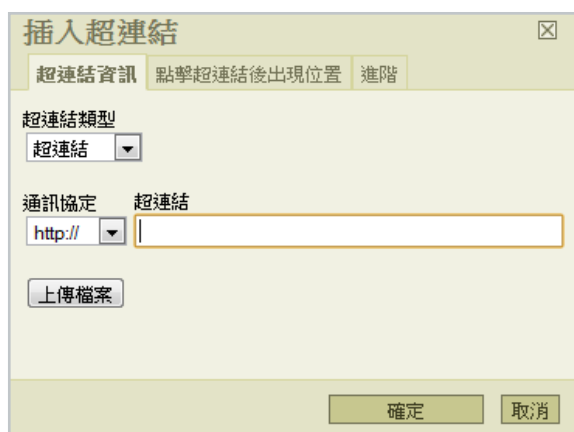 插入超連結
超連結資訊 點擊超連結後出現位置 進階
超連結類型
超連結
通訊協定 超連結
http://
上傳檔案
確定 取消